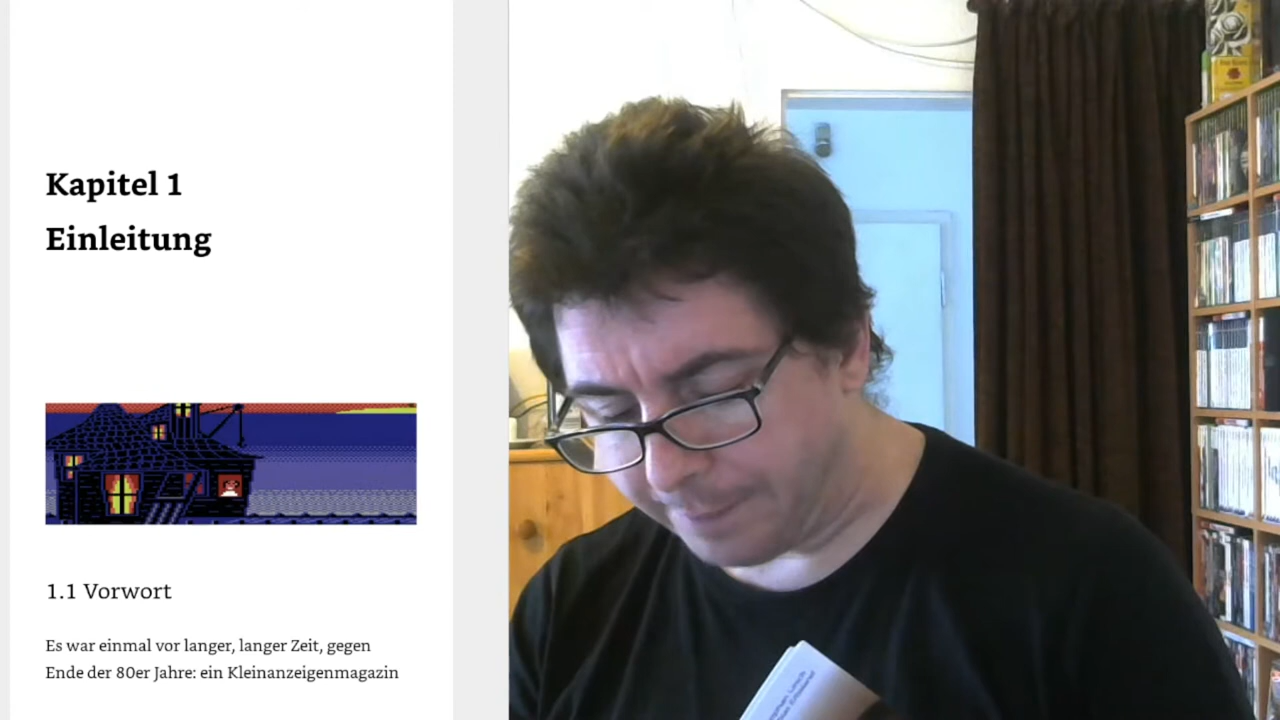 Kapitel 1
Einleitung
1.1 Vorwort
Es war einmal vor langer, langer Zeit, gegen
Ende der 80er Jahre: ein Kleinanzeigenmagazin